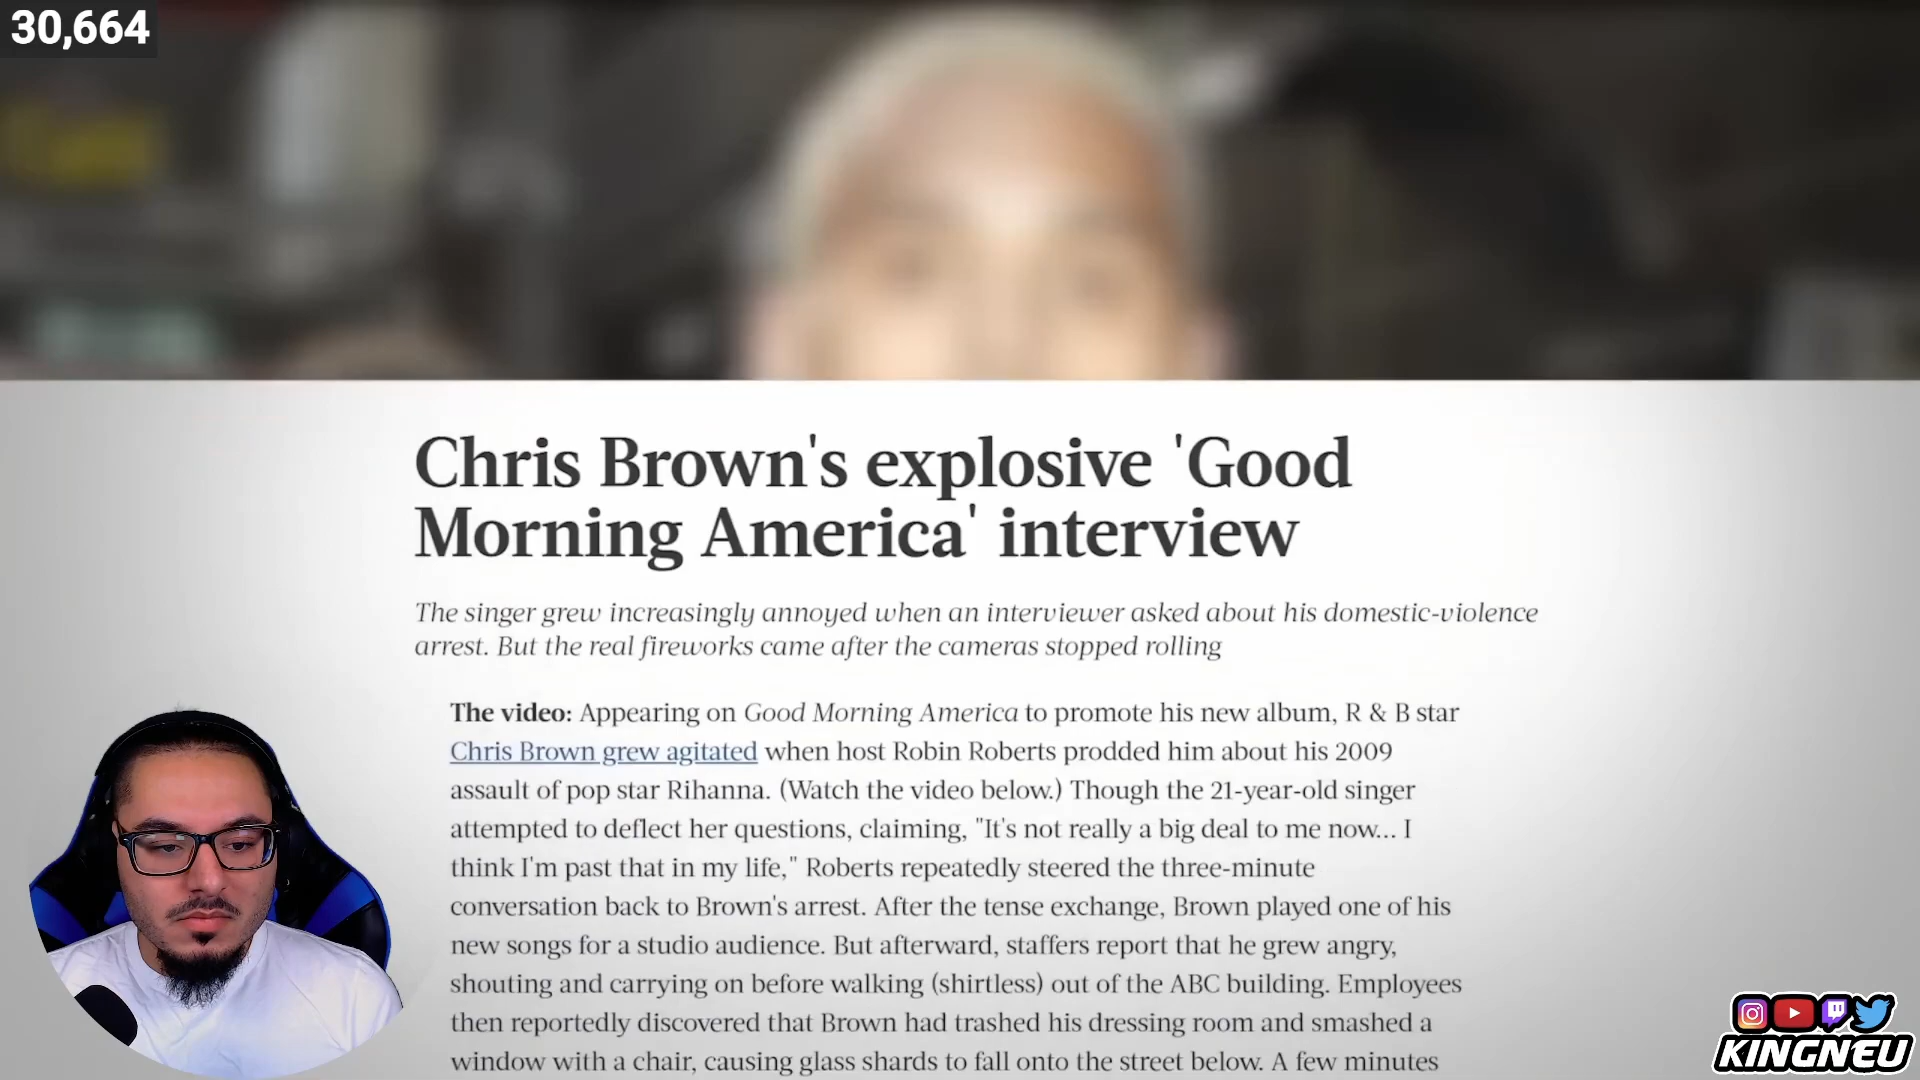 30,664
Chris Brown's explosive 'Good
Morning America' interview
The singer grew increasingly annoyed when an interviewer asked about his domestic-violence
arrest. But the real fireworks came after the cameras stopped rolling
The video: Appearing on Good Morning America to promote his new album, R & B star
Chris Brown grew agitated when host Robin Roberts prodded him about his 2009
assault of pop star Rihanna. (Watch the video below.) Though the 21-year-old singer
attempted to deflect her questions, claiming, "It's not really a big deal to me now... I
think I'm past that in my life," Roberts repeatedly steered the three-minute
conversation back to Brown's arrest. After the tense exchange, Brown played one of his
new songs for a studio audience. But afterward, staffers report that he grew angry,
shouting and carrying on before walking (shirtless) out of the ABC building. Employees
then reportedly discovered that Brown had trashed his dressing room and smashed a
window with a chair, causing glass shards to fall onto the street below. A few minutes
KINGNEU